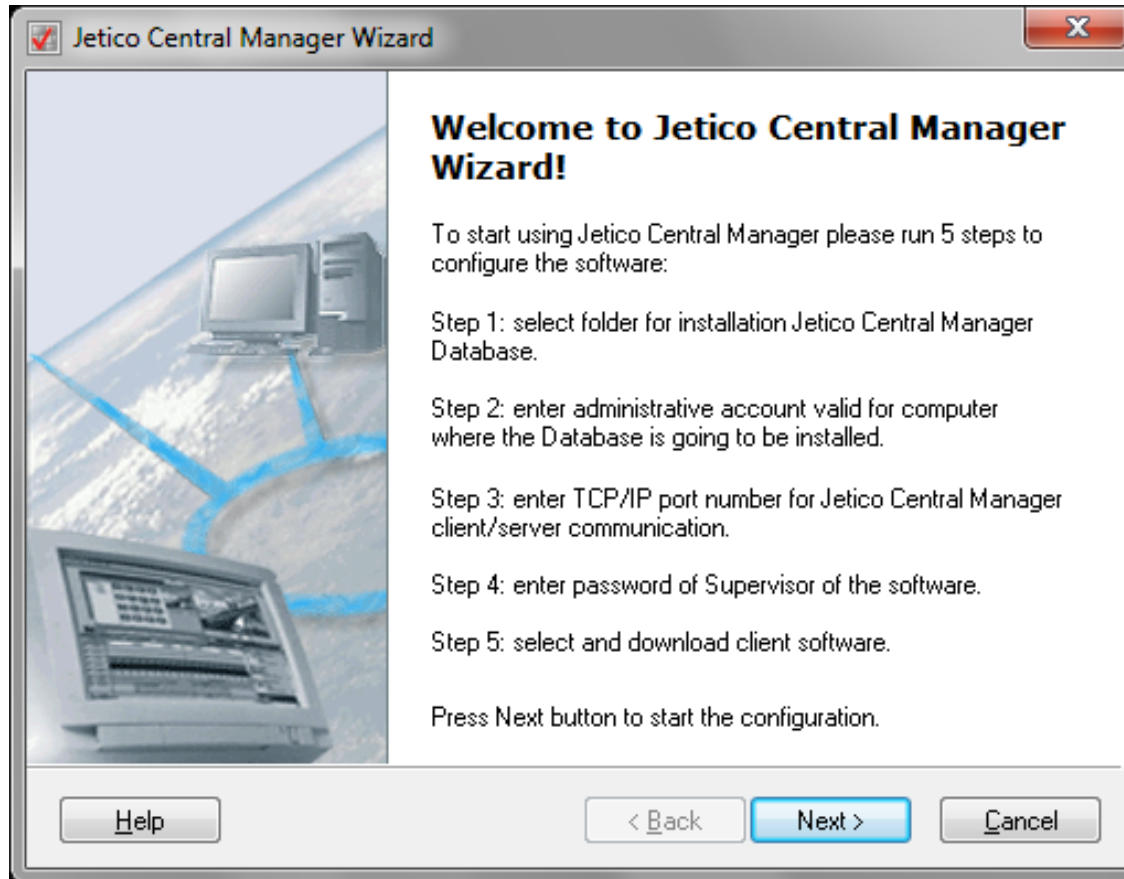 Jetico Central Manager Wizard
Welcome to Jetico Central Manager
Wizard!
To start using Jetico Central Manager please run 5 steps to
configure the software:
Step 1: select folder for installation Jetico Central Manager
Database.
Step 2: enter administrative account valid for computer
where the Database is going to be installed.
Step 3: enter TCP/IP port number for Jetico Central Manager
client/server communication.
Step 4: enter password of Supervisor of the software.
Step 5: select and download client software.
Press Next button to start the configuration.
Help
< Back
Next >
Cancel